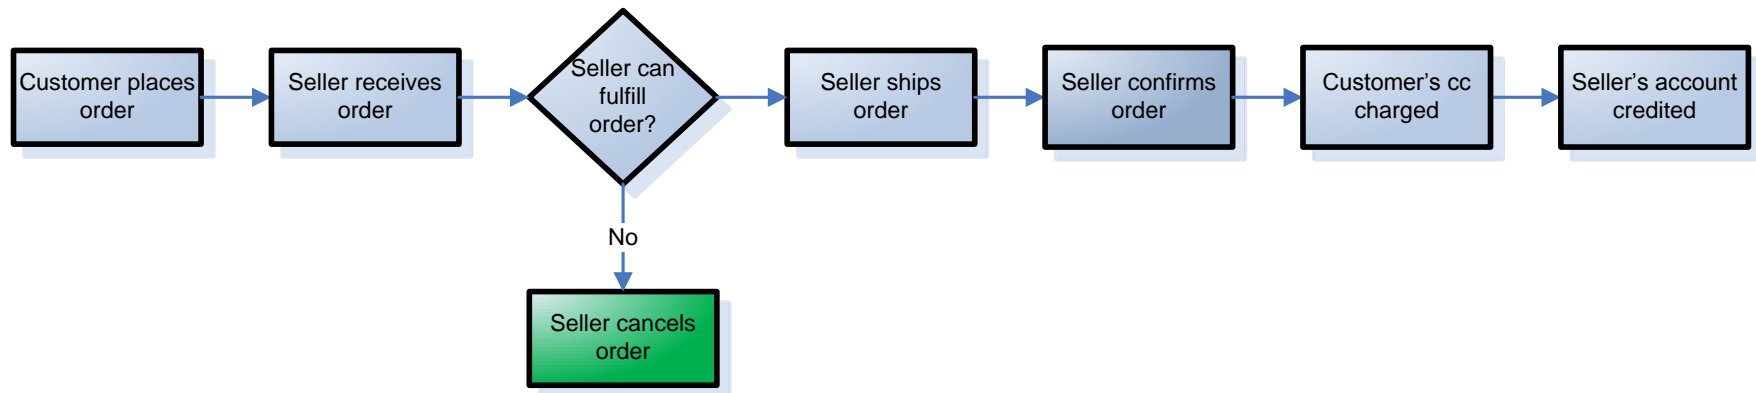 Customer places
order
Seller receives
order
Seller can
fulfill
order?
Seller ships
order
Seller confirms
order
Customer’s cc
charged
Seller’s account
credited
No
Seller cancels
order